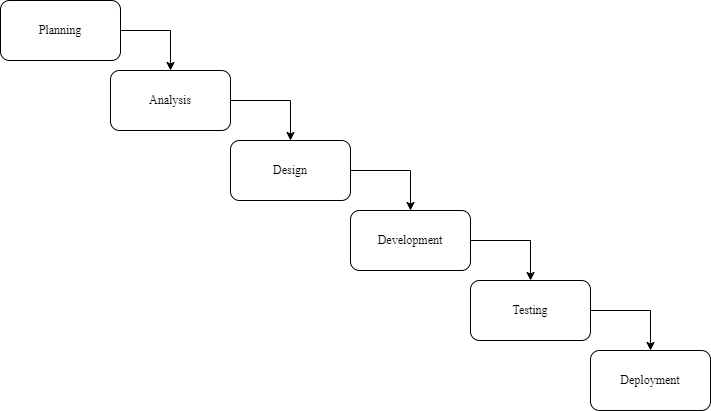 Planning
Analysis
Design
Development
Testing
Deployment